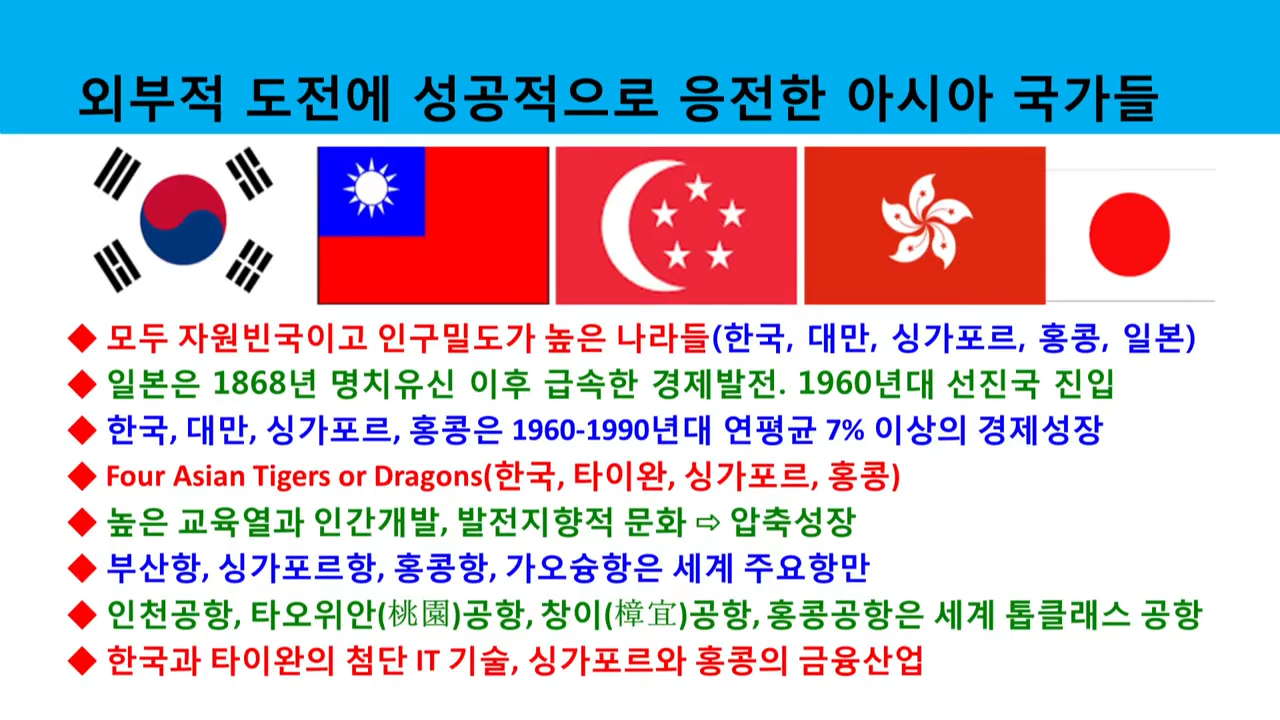 외부적 도전에 성공적으로 응전한 아시아 국가들
◆ 모두 자원빈국이고 인구밀도가 높은 나라들(한국, 대만, 싱가포르, 홍콩, 일본)
◆ 일본은 1868년 명치유신 이후 급속한 경제발전. 1960년대 선진국 진입
◆ 한국, 대만, 싱가포르, 홍콩은 1960-1990년대 연평균 7% 이상의 경제성장
◆ Four Asian Tigers or Dragons(한국, 타이완, 싱가포르, 홍콩)
◆ 높은 교육열과 인간개발, 발전지향적 문화 ⇨ 압축성장
◆ 부산항, 싱가포르항, 홍콩항, 가오슝항은 세계 주요항만
◆ 인천공항, 타오위안(桃園)공항, 창이(樟宜)공항, 홍콩공항은 세계 톱클래스 공항
◆ 한국과 타이완의 첨단 IT 기술, 싱가포르와 홍콩의 금융산업